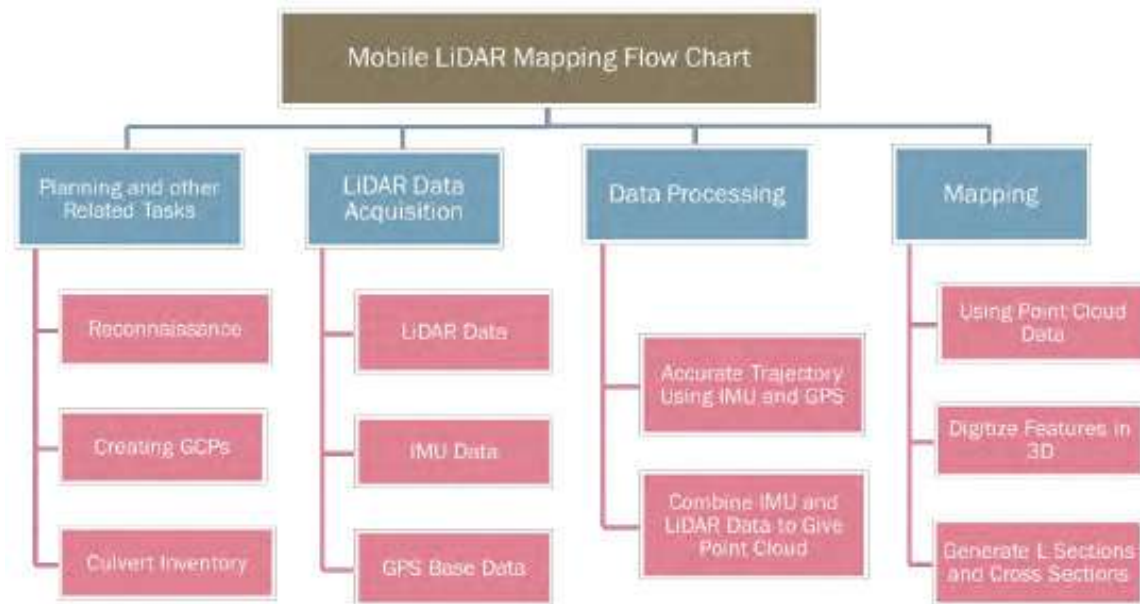 Mobile LiDAR Mapping Flow Chart
Planning and other
Related Tasks
Reconnaissance
Creating GCPs
Culvert Inventory
LiDAR Data
Acquisition
LiDAR Data
IMU Data
GPS Base Data
Data Processing
Accurate Trajectory
Using IMU and GPS
Combine IMU and
LiDAR Data to Give
Point Cloud
Mapping
Using Point Cloud
Data
Digitize Features in
3D
Generate L Sections
and Cross Sections